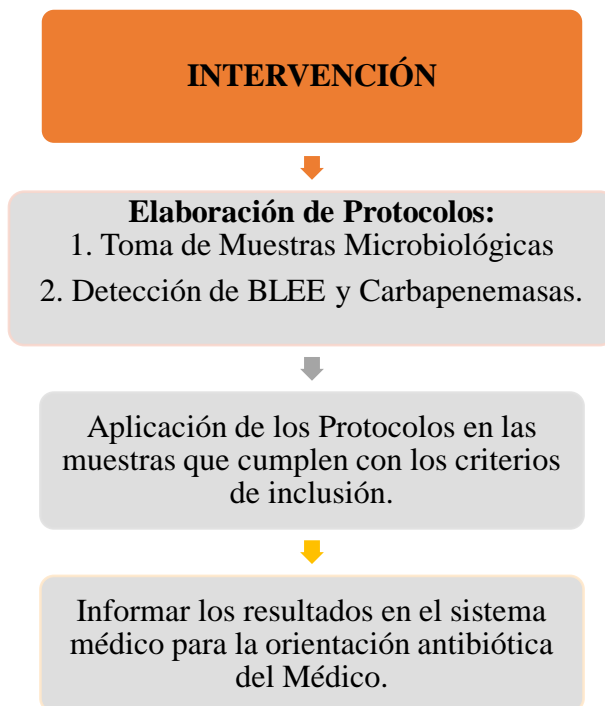 INTERVENCIÓN
Elaboración de Protocolos:
1. Toma de Muestras Microbiológicas
2. Detección de BLEE y Carbapenemasas.
Aplicación de los Protocolos en las
muestras que cumplen con los criterios
de inclusión.
Informar los resultados en el sistema
médico para la orientación antibiótica
del Médico.